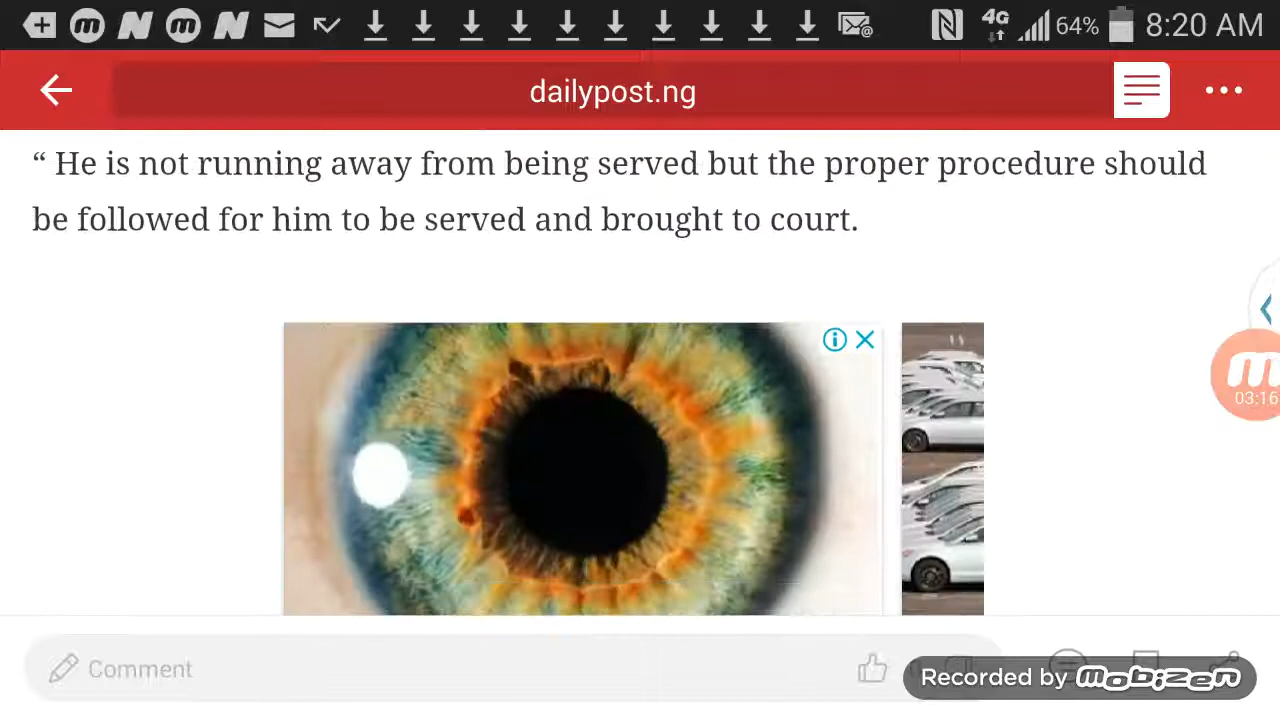 4G 64% 8:20 AM
dailypost.ng
“ He is not running away from being served but the proper procedure should
be followed for him to be served and brought to court.
03:16
Comment
Recorded by mobizen